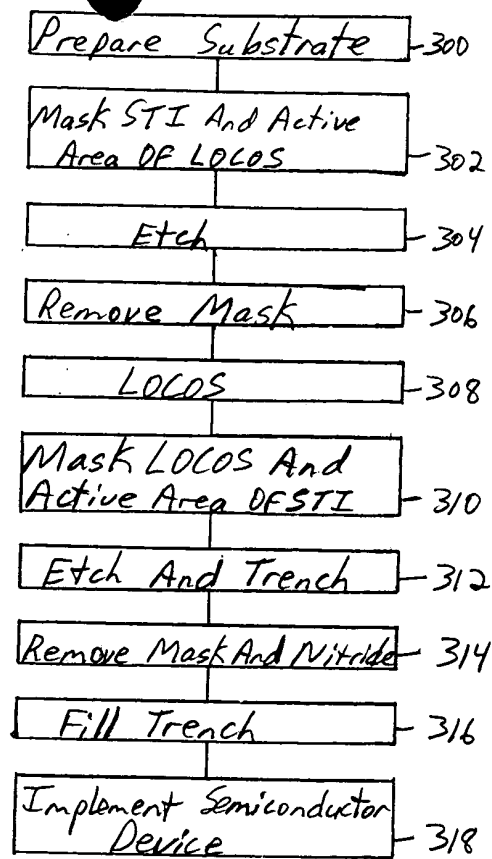 Prepare Substrate 300
Mask STI And Active
Area OF LOCOS 302
Etch 304
Remove Mask 306
LOCOS 308
Mask LOCOS And
Active Area OF STI 310
Etch And Trench 312
Remove Mask And Nitride 314
Fill Trench 316
Implement Semiconductor
Device 318